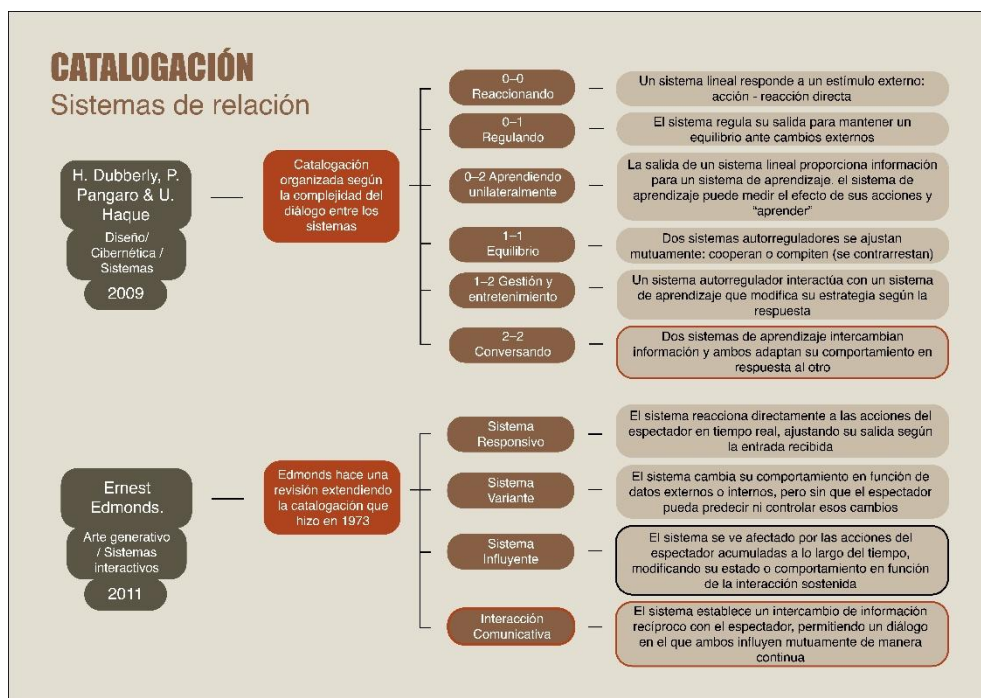 CATALOGACIÓN
Sistemas de relación
H. Dubberly, P.
Pangaro & U.
Haque
Diseño/
Cibernética /
Sistemas
2009
Catalogación
organizada según
la complejidad del
diálogo entre los
sistemas
0–0
Reaccionando
Un sistema lineal responde a un estímulo externo:
acción - reacción directa
0–1
Regulando
El sistema regula su salida para mantener un
equilibrio ante cambios externos
0–2 Aprendiendo
unilateralmente
La salida de un sistema lineal proporciona información
para un sistema de aprendizaje. el sistema de
aprendizaje puede medir el efecto de sus acciones y
“aprender”
1–1
Equilibrio
Dos sistemas autorreguladores se ajustan
mutuamente: cooperan o compiten (se contrarrestan)
1–2 Gestión y
entretenimiento
Un sistema autorregulador interactúa con un sistema
de aprendizaje que modifica su estrategia según la
respuesta
2–2
Conversando
Dos sistemas de aprendizaje intercambian
información y ambos adaptan su comportamiento en
respuesta al otro
Ernest
Edmonds.
Arte generativo
/ Sistemas
interactivos
2011
Edmonds hace una
revisión extendiendo
la catalogación que
hizo en 1973
Sistema
Responsivo
El sistema reacciona directamente a las acciones del
espectador en tiempo real, ajustando su salida según
la entrada recibida
Sistema
Variante
El sistema cambia su comportamiento en función de
datos externos o internos, pero sin que el espectador
pueda predecir ni controlar esos cambios
Sistema
Influyente
El sistema se ve afectado por las acciones del
espectador acumuladas a lo largo del tiempo,
modificando su estado o comportamiento en función
de la interacción sostenida
Interacción
Comunicativa
El sistema establece un intercambio de información
recíproco con el espectador, permitiendo un diálogo
en el que ambos influyen mutuamente de manera
continua